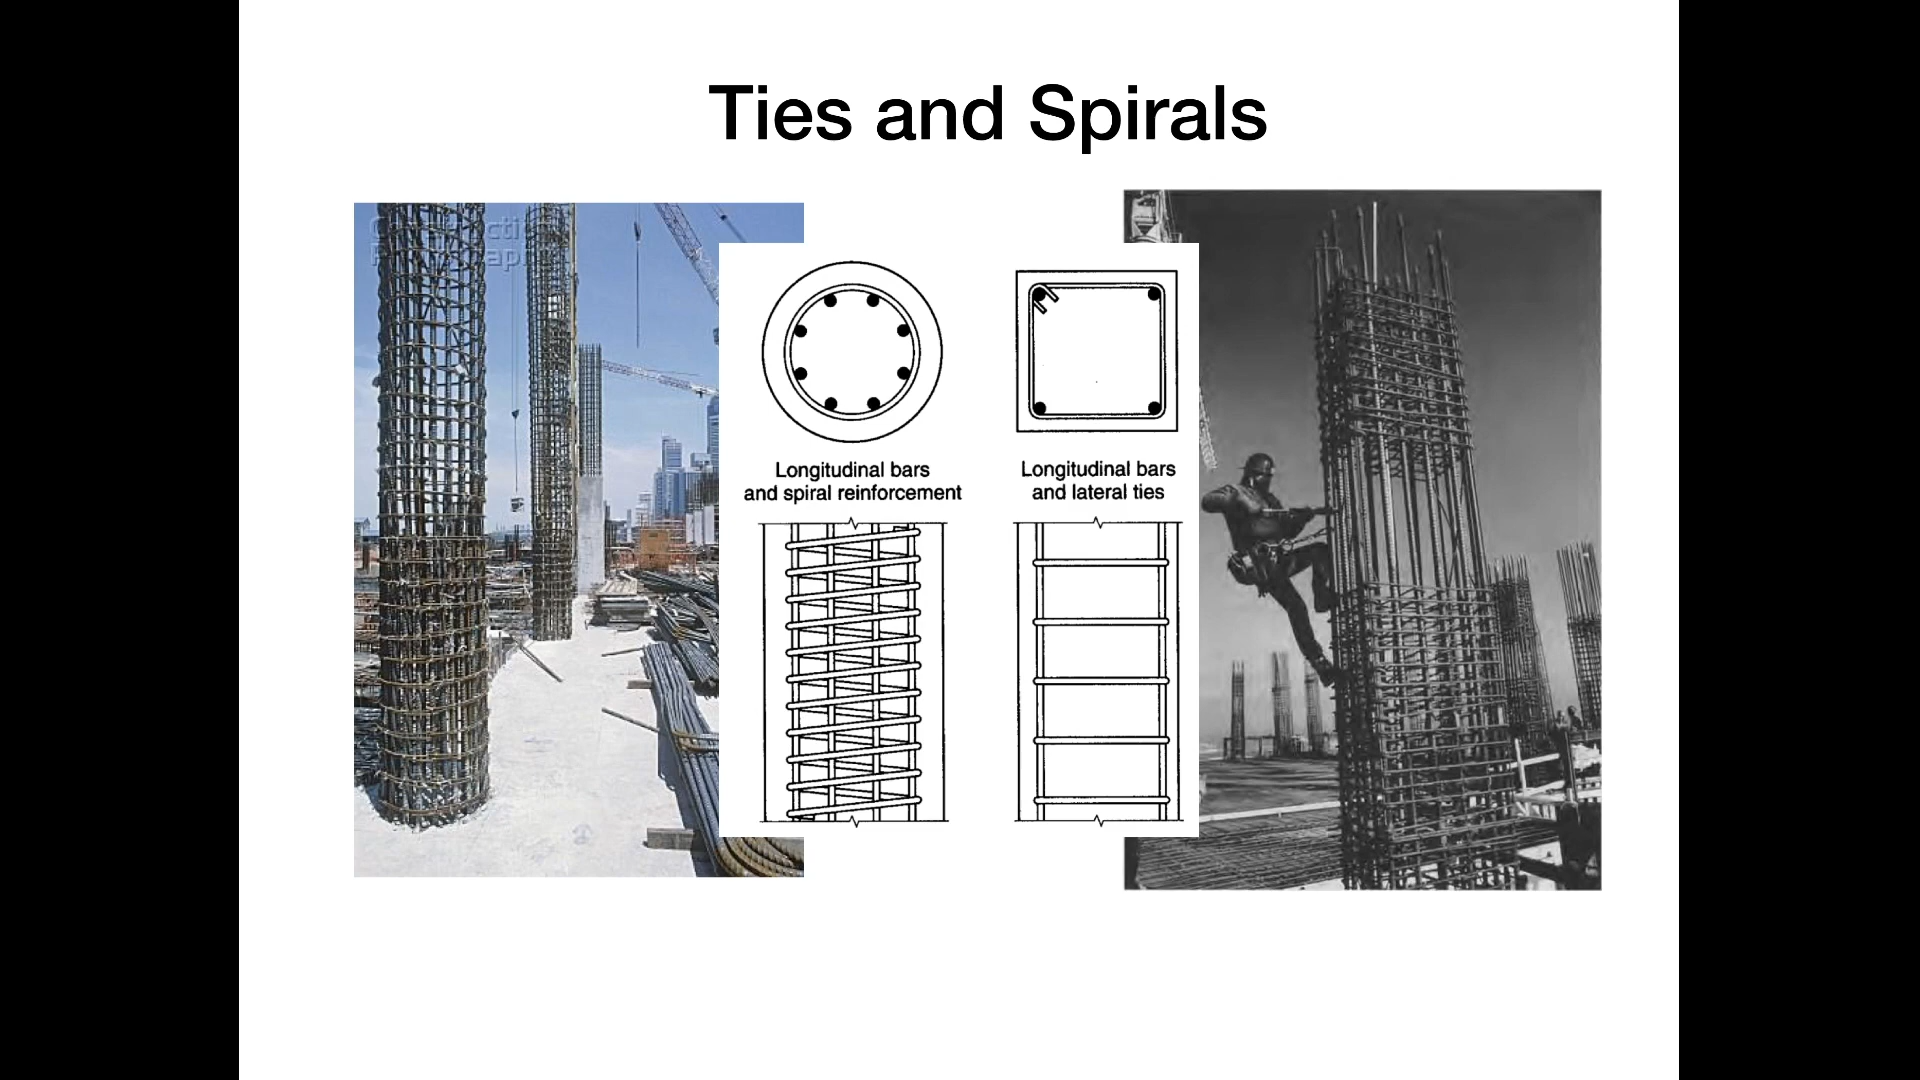 Ties and Spirals
Longitudinal bars
and spiral reinforcement
Longitudinal bars
and lateral ties